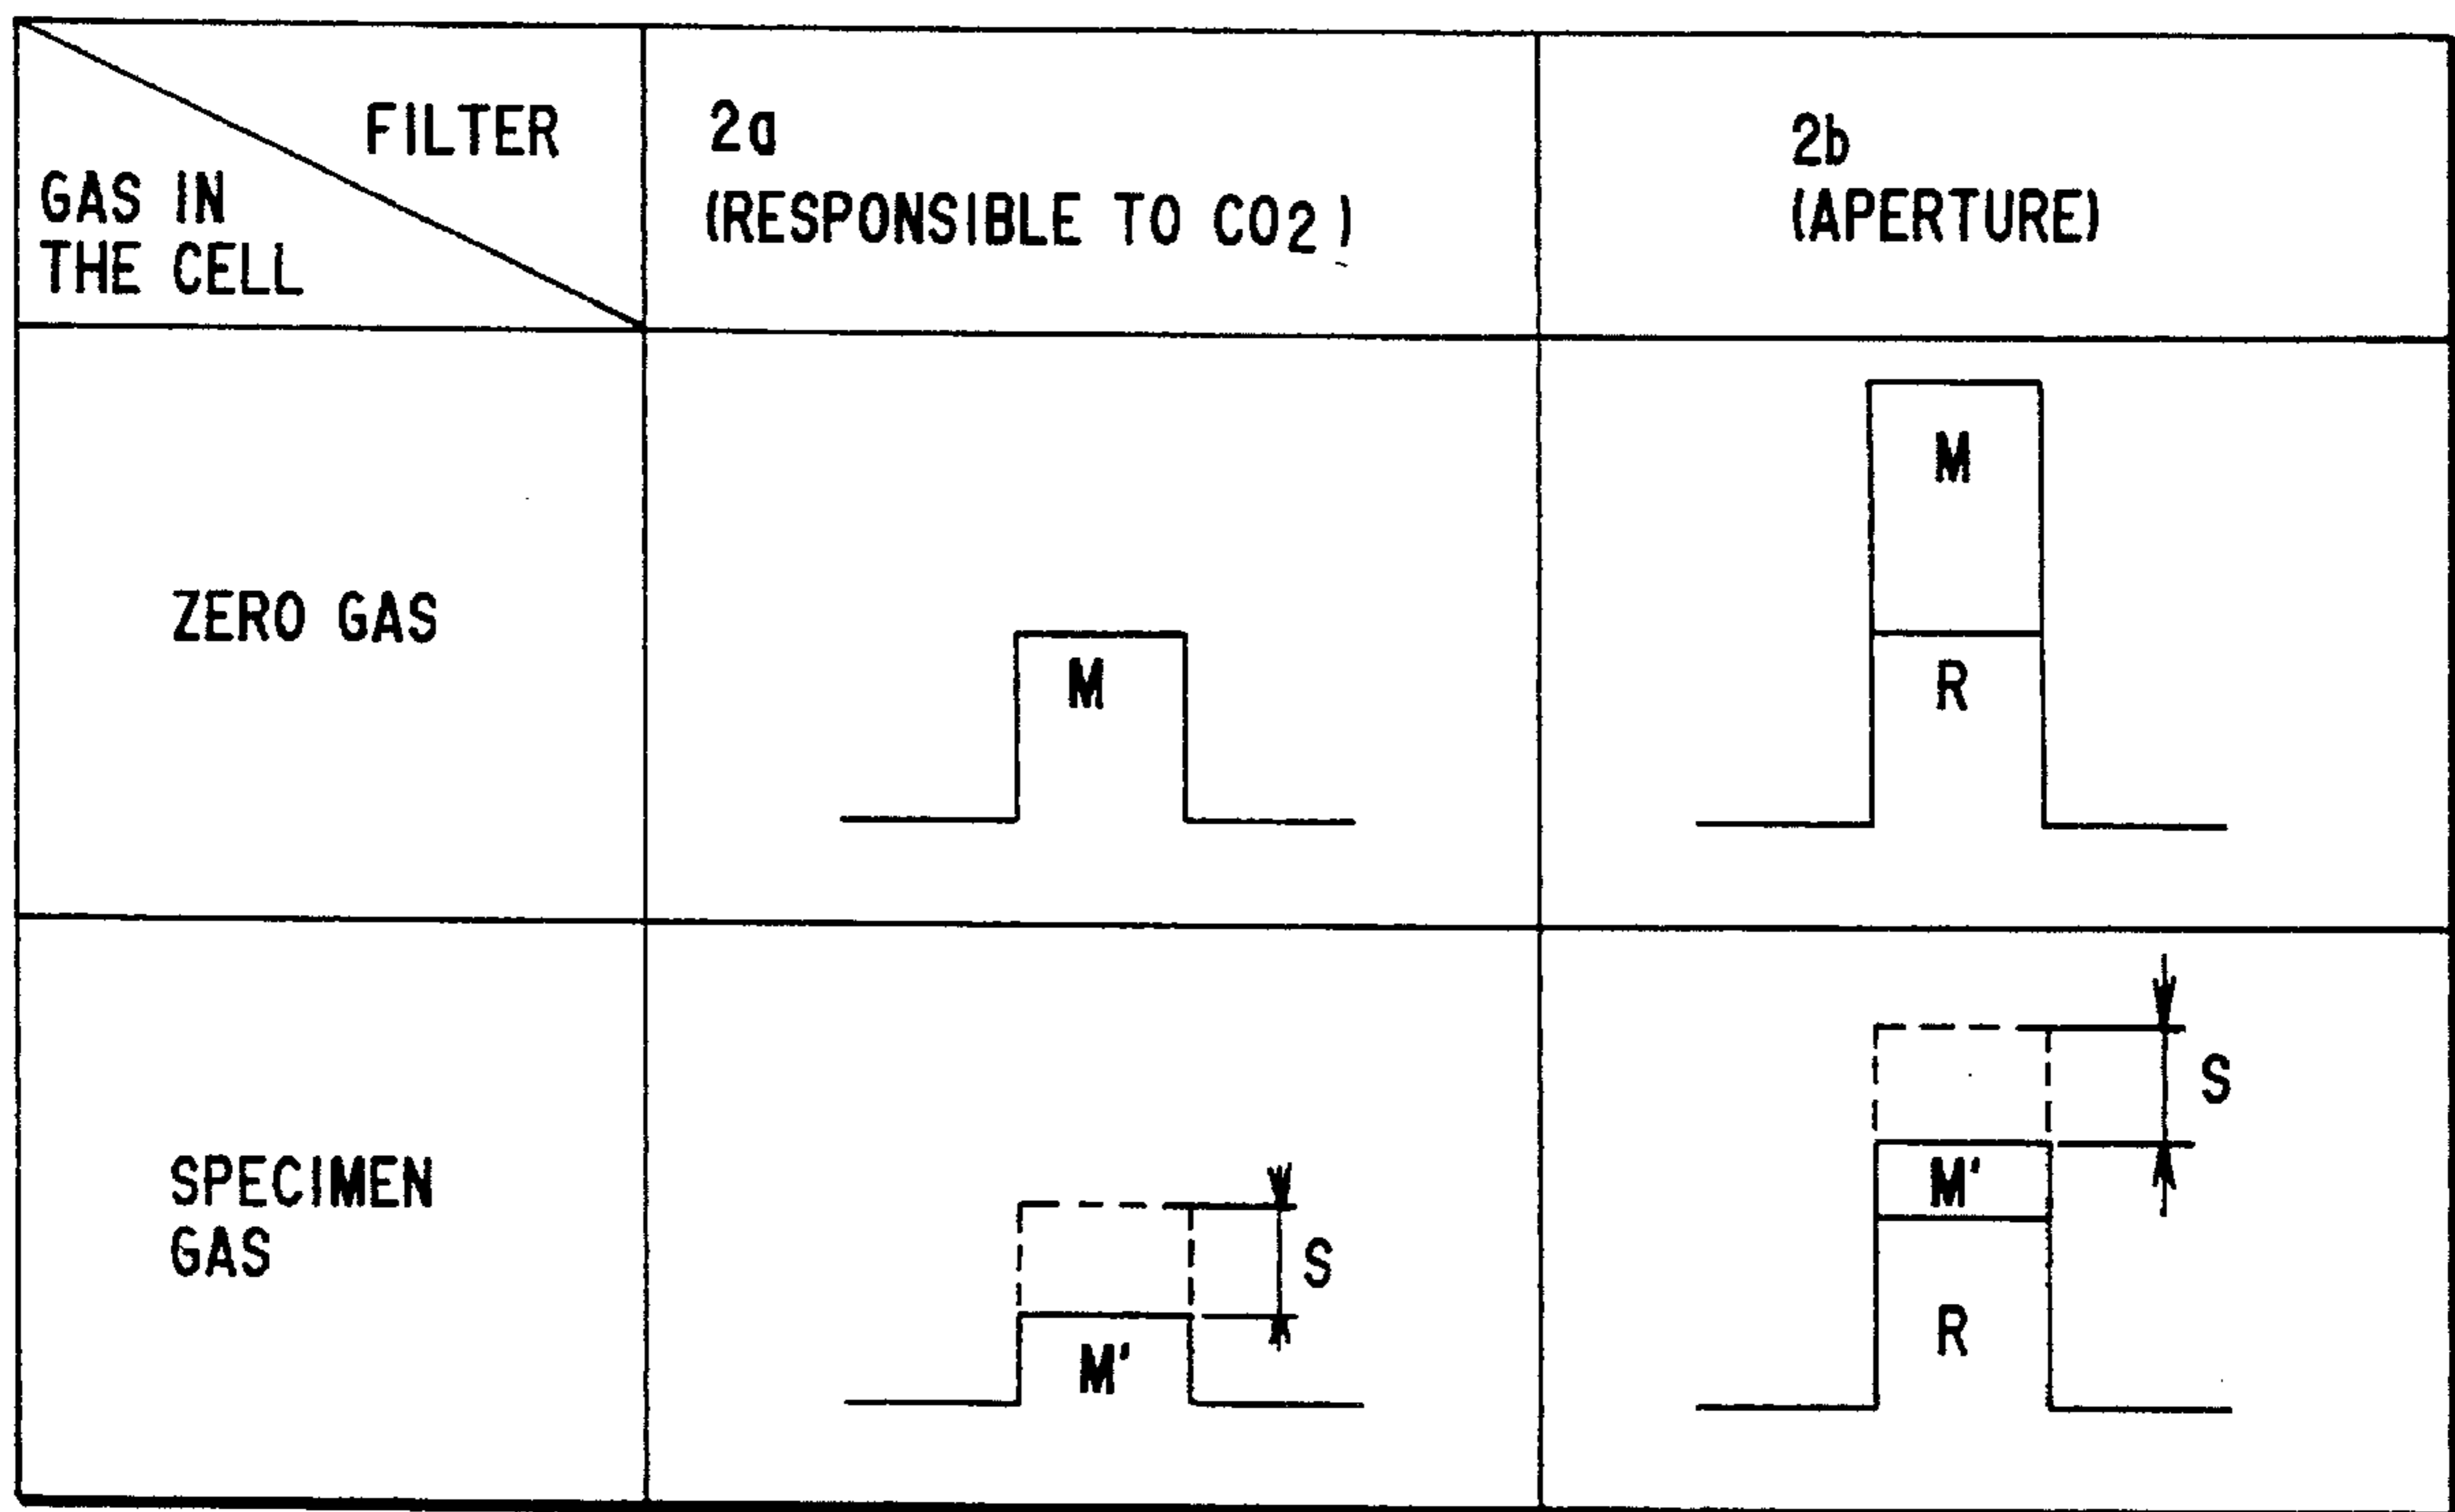 FILTER
GAS IN
THE CELL
2a
(RESPONSIBLE TO CO2)
2b
(APERTURE)
ZERO GAS
M
M
R
SPECIMEN
GAS
S
M'
S
M'
R